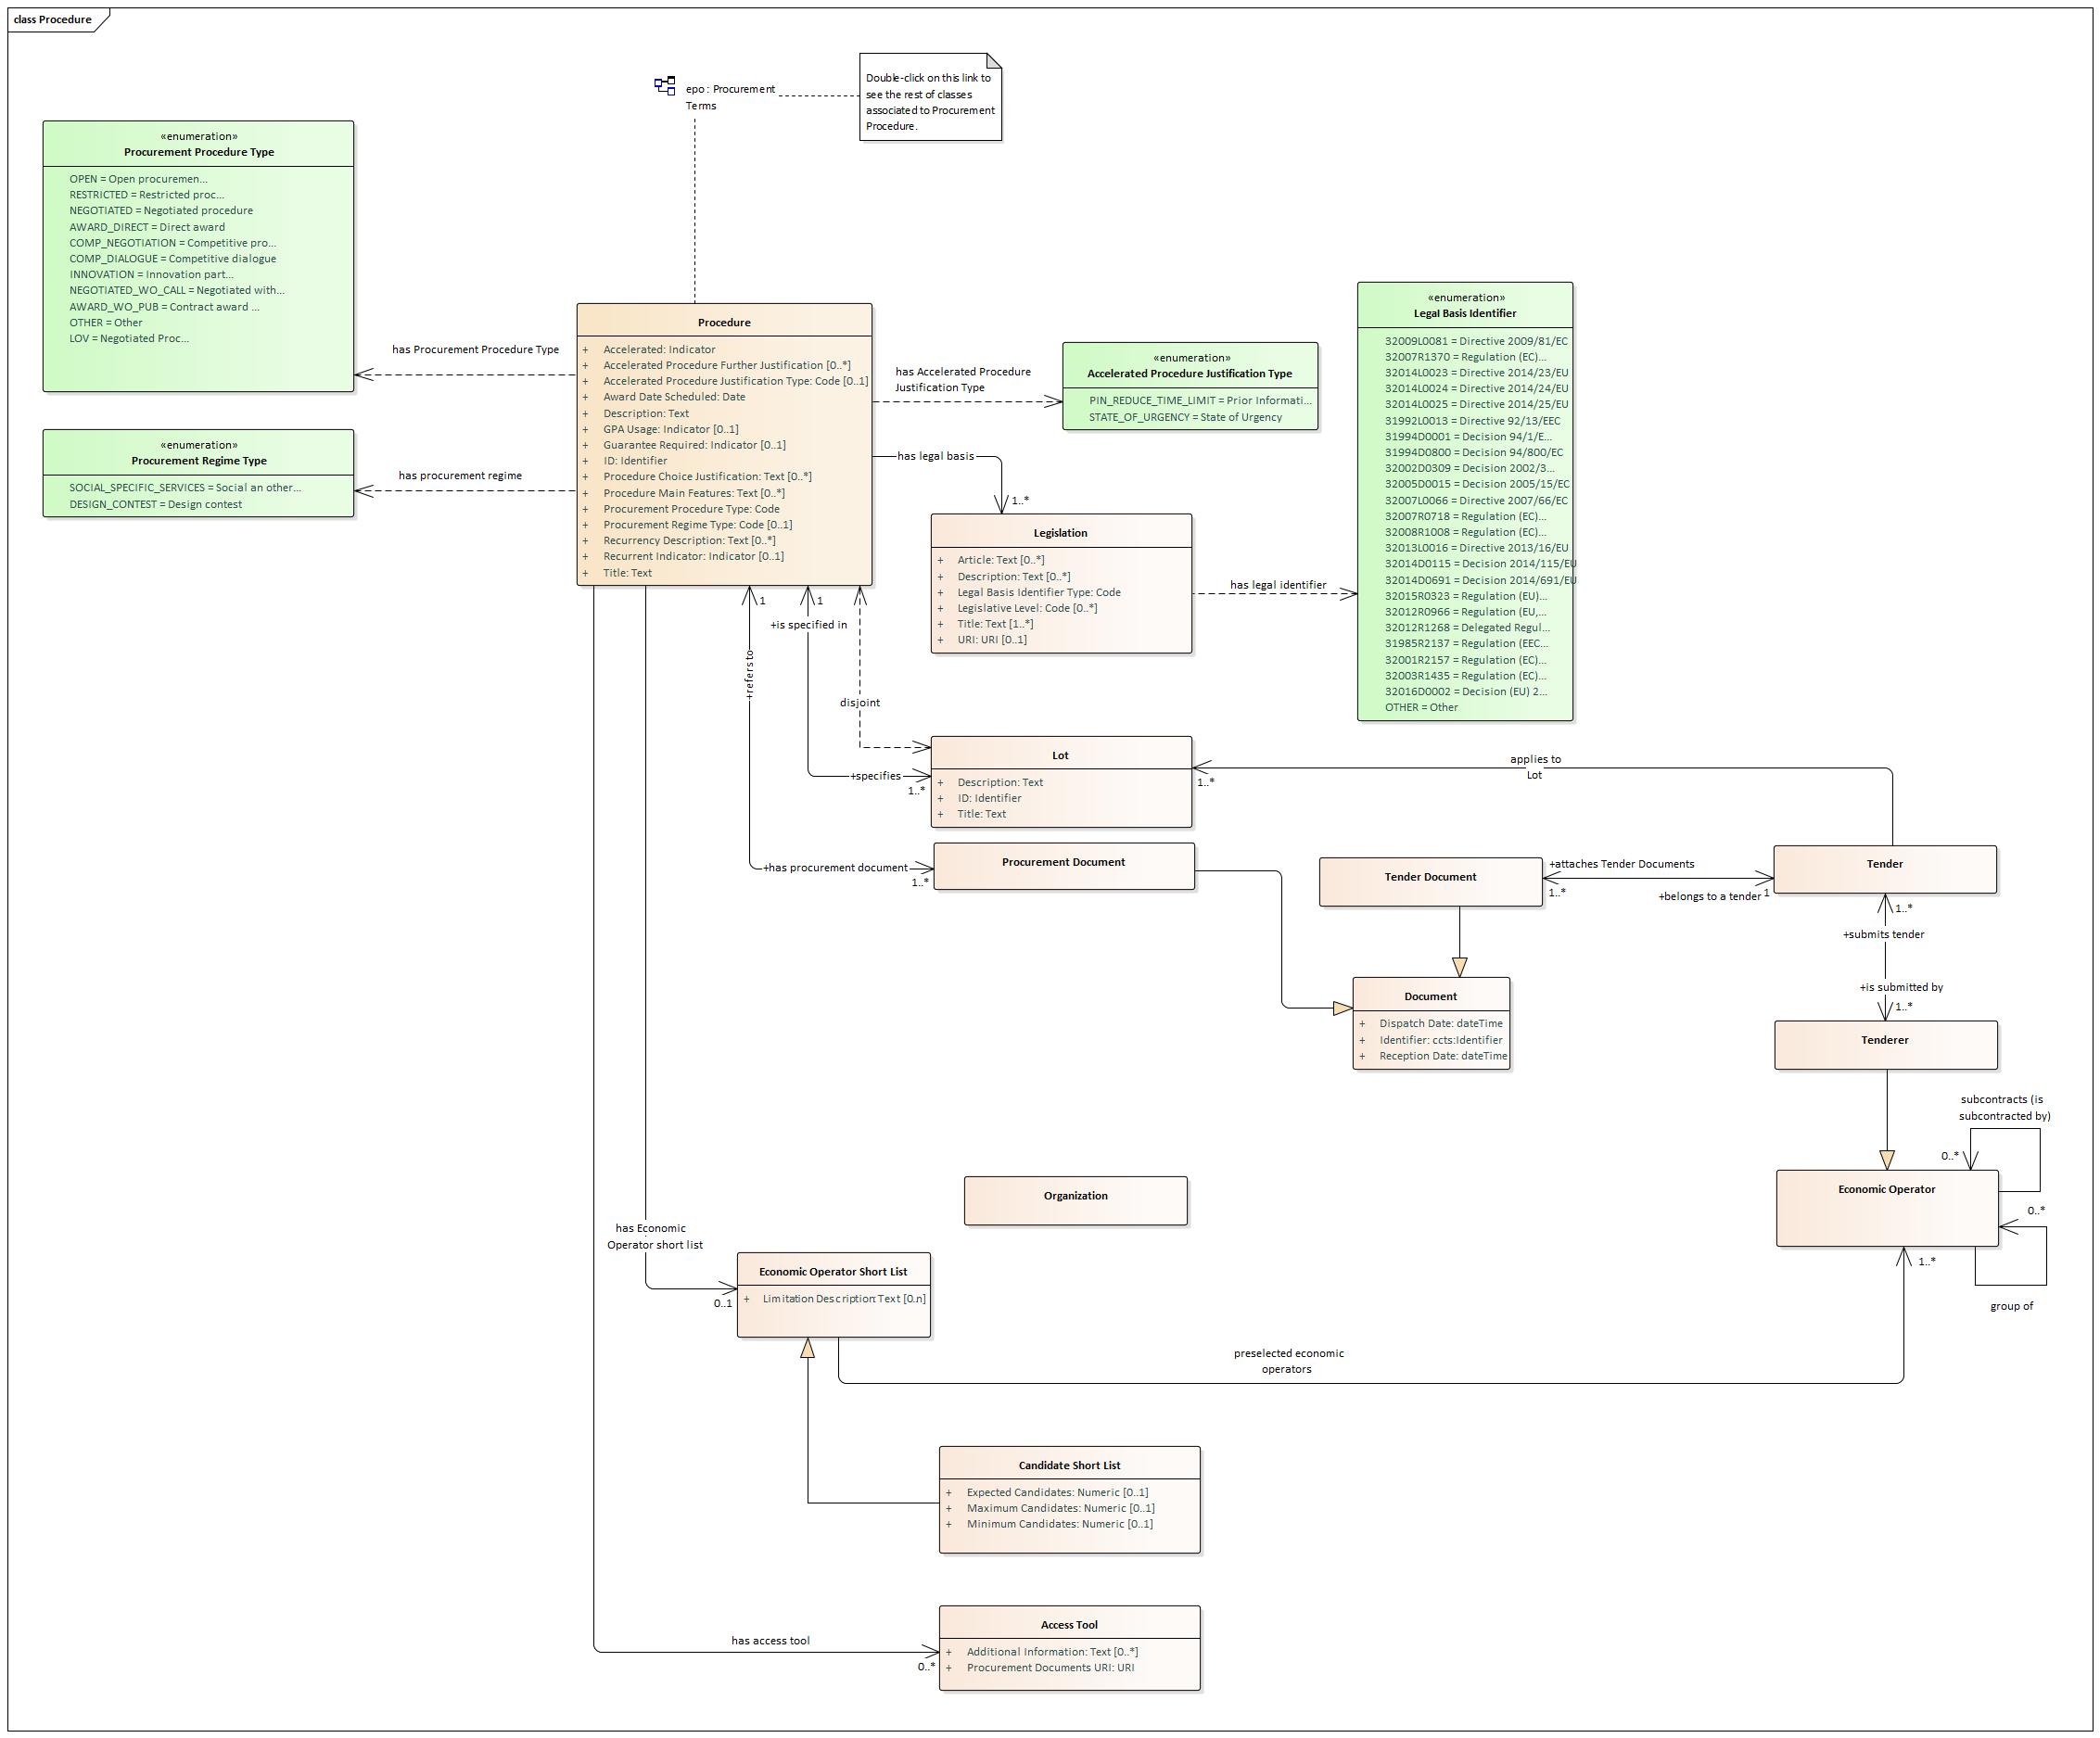 class Procedure
epo : Procurement
Terms
Double-click on this link to
see the rest of classes
associated to Procurement
Procedure.
«enumeration»
Procurement Procedure Type
OPEN = Open procuremen...
RESTRICTED = Restricted proc...
NEGOTIATED = Negotiated procedure
AWARD_DIRECT = Direct award
COMP_NEGOTIATION = Competitive pro...
COMP_DIALOGUE = Competitive dialogue
INNOVATION = Innovation part...
NEGOTIATED_WO_CALL = Negotiated with...
AWARD_WO_PUB = Contract award ...
OTHER = Other
LOV = Negotiated Proc...
has Procurement Procedure Type
«enumeration»
Procurement Regime Type
SOCIAL_SPECIFIC_SERVICES = Social an other...
DESIGN_CONTEST = Design contest
has procurement regime
Procedure
+ Accelerated: Indicator
+ Accelerated Procedure Further Justification [0..*]
+ Accelerated Procedure Justification Type: Code [0..1]
+ Award Date Scheduled: Date
+ Description: Text
+ GPA Usage: Indicator [0..1]
+ Guarantee Required: Indicator [0..1]
+ ID: Identifier
+ Procedure Choice Justification: Text [0..*]
+ Procedure Main Features: Text [0..*]
+ Procurement Procedure Type: Code
+ Procurement Regime Type: Code [0..1]
+ Recurrency Description: Text [0..*]
+ Recurrent Indicator: Indicator [0..1]
+ Title: Text
has Accelerated Procedure
Justification Type
«enumeration»
Accelerated Procedure Justification Type
PIN_REDUCE_TIME_LIMIT = Prior Informati...
STATE_OF_URGENCY = State of Urgency
«enumeration»
Legal Basis Identifier
32009L0081 = Directive 2009/81/EC
32007R1370 = Regulation (EC)...
32014L0023 = Directive 2014/23/EU
32014L0024 = Directive 2014/24/EU
32014L0025 = Directive 2014/25/EU
31992L0013 = Directive 92/13/EEC
31994D0001 = Decision 94/1/E...
31994D0800 = Decision 94/800/EC
32002D0309 = Decision 2002/3...
32005D0015 = Decision 2005/15/EC
32007L0066 = Directive 2007/66/EC
32007R0718 = Regulation (EC)...
32008R1008 = Regulation (EC)...
32013L0016 = Directive 2013/16/EU
32014D0115 = Decision 2014/115/EU
32014D0691 = Decision 2014/691/EU
32015R0323 = Regulation (EU)...
32012R0966 = Regulation (EU,...
32012R1268 = Delegated Regul...
31985R2137 = Regulation (EEC...
32001R2157 = Regulation (EC)...
32003R1435 = Regulation (EC)...
32016D0002 = Decision (EU) 2...
OTHER = Other
has legal basis
1..*
Legislation
+ Article: Text [0..*]
+ Description: Text [0..*]
+ Legal Basis Identifier Type: Code
+ Legislative Level: Code [0..*]
+ Title: Text [1..*]
+ URI: URI [0..1]
has legal identifier
1
+refers to
1
+is specified in
disjoint
+specifies
1..*
Lot
+ Description: Text
+ ID: Identifier
+ Title: Text
1..*
applies to
Lot
+has procurement document
1..*
Procurement Document
Tender Document
+attaches Tender Documents
1..*
+belongs to a tender 1
Tender
1..*
+submits tender
+is submitted by
1..*
Document
+ Dispatch Date: dateTime
+ Identifier: ccts:Identifier
+ Reception Date: dateTime
Tenderer
subcontracts (is
subcontracted by)
0..*
Economic Operator
0..*
1..*
group of
Organization
has Economic
Operator short list
0..1
Economic Operator Short List
+ Limitation Description: Text [0.n]
preselected economic
operators
Candidate Short List
+ Expected Candidates: Numeric [0..1]
+ Maximum Candidates: Numeric [0..1]
+ Minimum Candidates: Numeric [0..1]
has access tool
0..*
Access Tool
+ Additional Information: Text [0..*]
+ Procurement Documents URI: URI